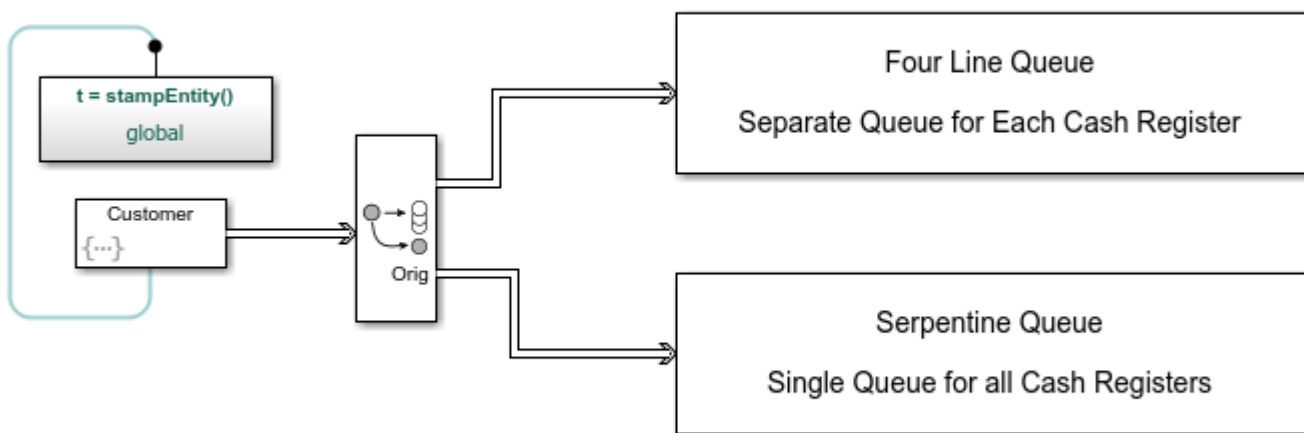 t = stampEntity()
global
Customer
{...}
Orig
Four Line Queue
Separate Queue for Each Cash Register
Serpentine Queue
Single Queue for all Cash Registers